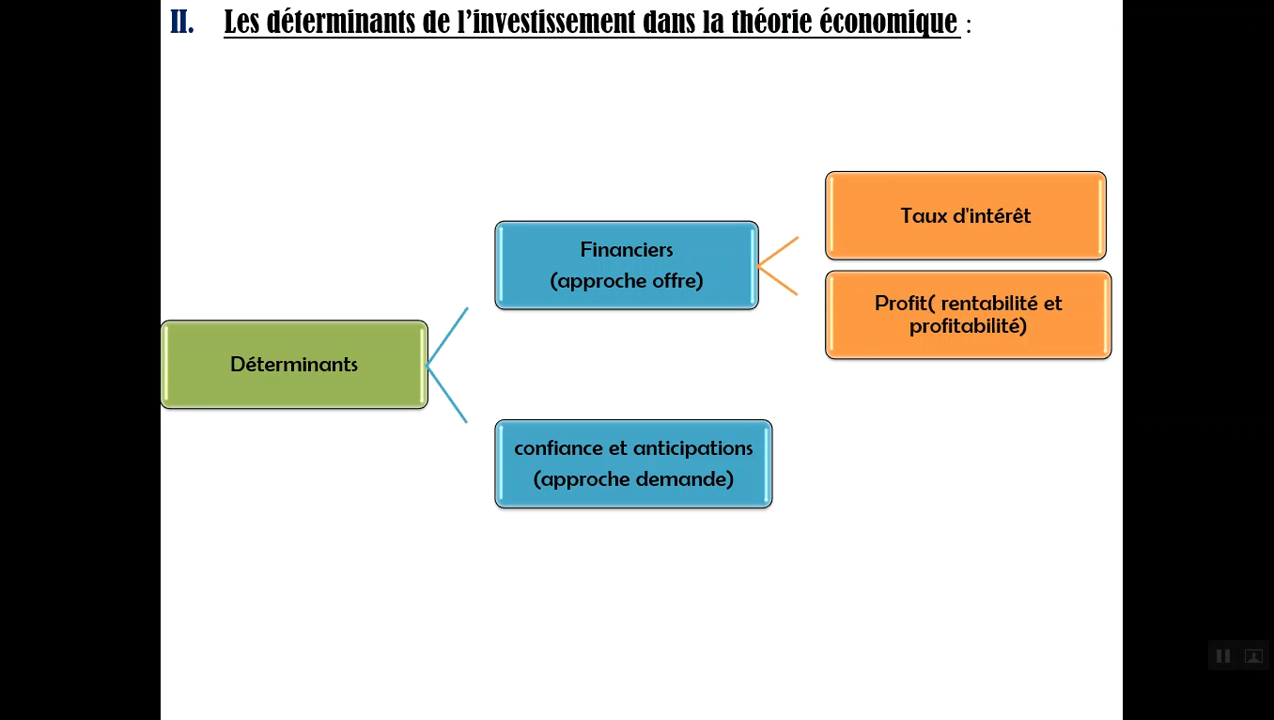 II. Les déterminants de l’investissement dans la théorie économique :
Taux d'intérêt
Financiers
(approche offre)
Profit( rentabilité et
profitabilité)
Déterminants
confiance et anticipations
(approche demande)